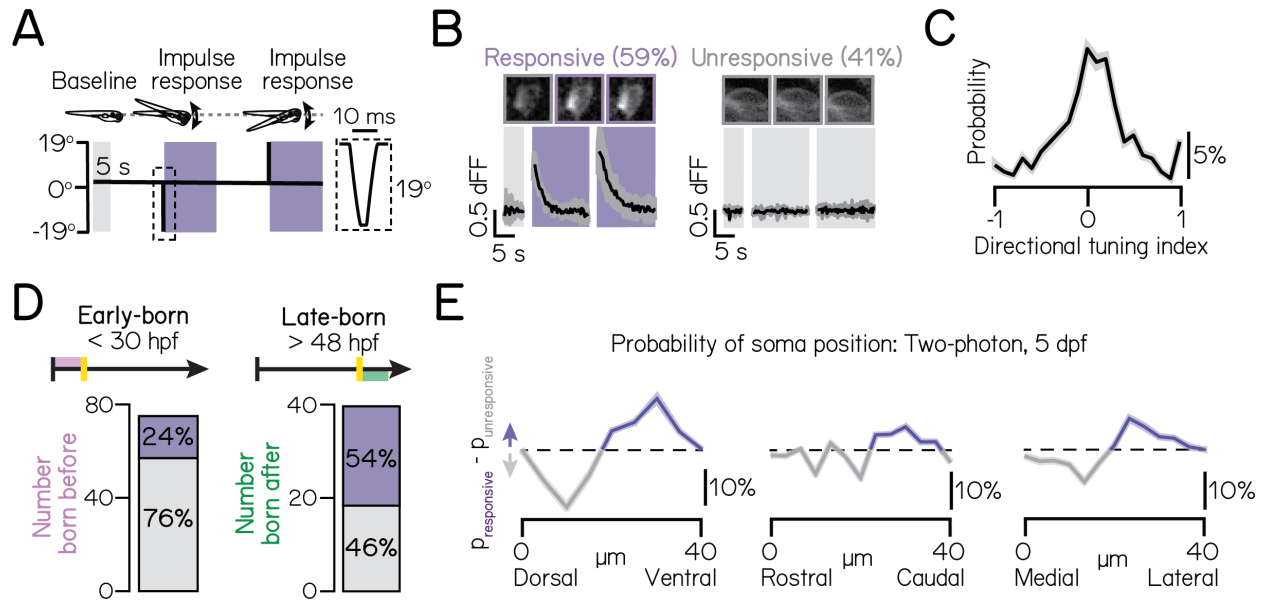 A
Baseline
Impulse
response
Impulse
response
10 ms
19°
0°
-19°
5 s
19°
B
Responsive (59%)
Unresponsive (41%)
0.5 dFF
5 s
0.5 dFF
5 s
C
Probability
5%
-1
0
1
Directional tuning index
D
Early-born
< 30 hpf
Number
born before
80
40
0
24%
76%
Late-born
> 48 hpf
Number
born after
40
20
0
54%
46%
E
Probability of soma position: Two-photon, 5 dpf
presponsive - punresponsive
10%
0
μm
40
Dorsal
Ventral
10%
0
μm
40
Rostral
Caudal
10%
0
μm
40
Medial
Lateral